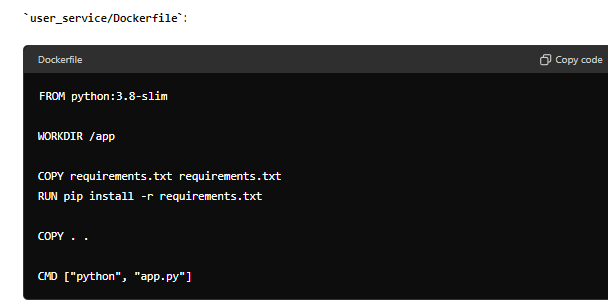 `user_service/Dockerfile`:
Dockerfile
Copy code
FROM python:3.8-slim
WORKDIR /app
COPY requirements.txt requirements.txt
RUN pip install -r requirements.txt
COPY . .
CMD ["python", "app.py"]